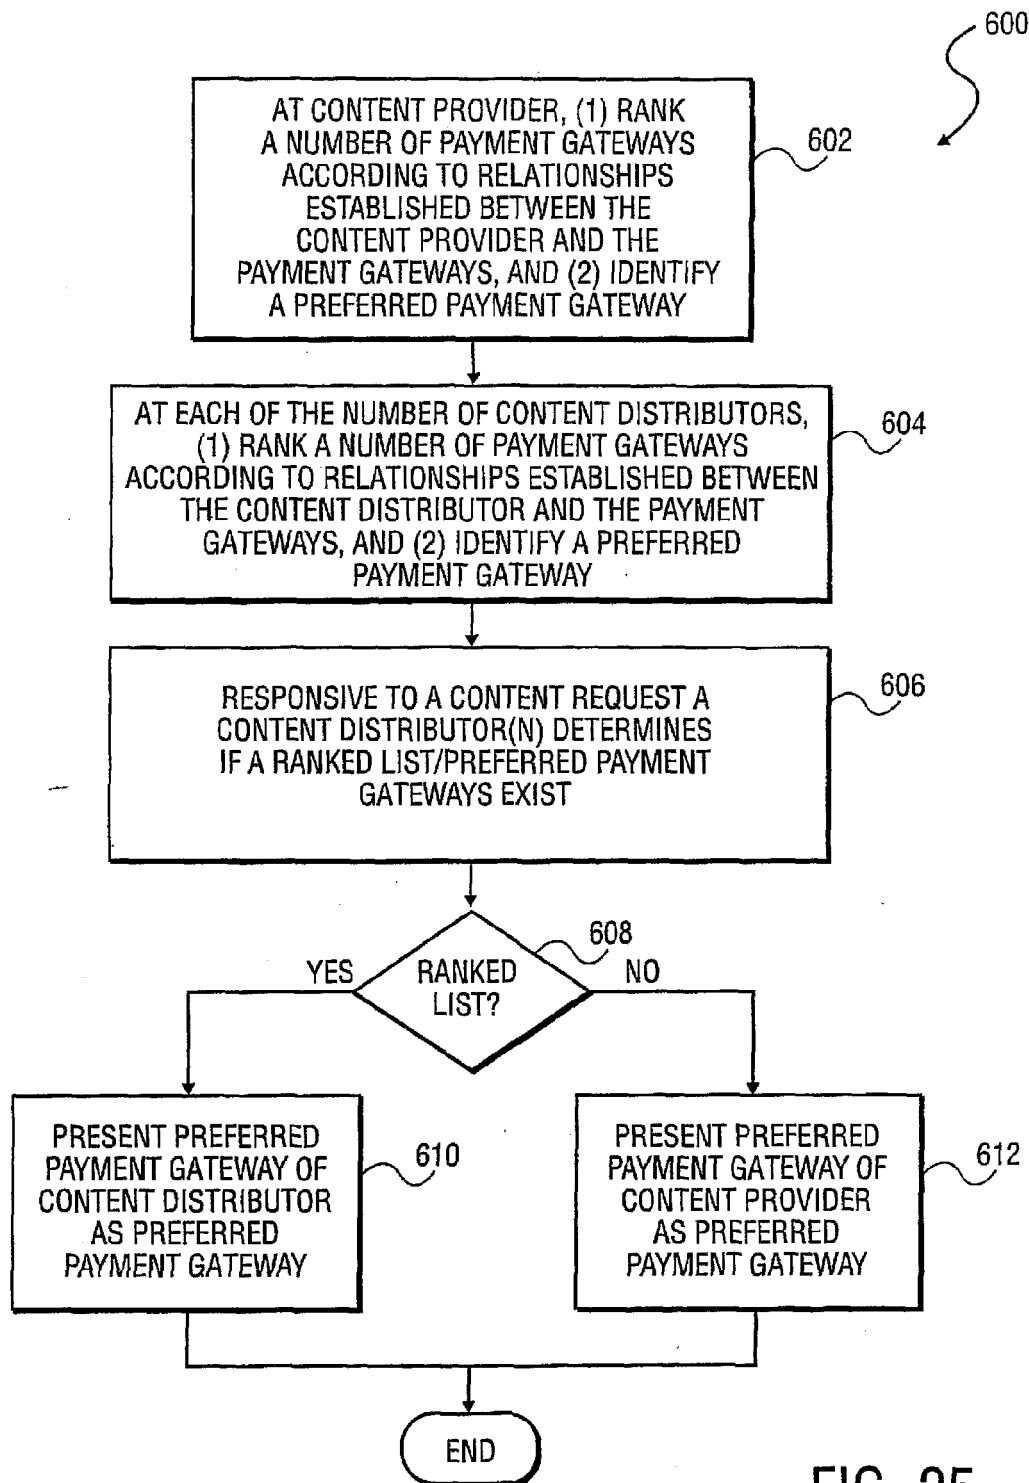 600
AT CONTENT PROVIDER, (1) RANK
A NUMBER OF PAYMENT GATEWAYS
ACCORDING TO RELATIONSHIPS
ESTABLISHED BETWEEN THE
CONTENT PROVIDER AND THE
PAYMENT GATEWAYS, AND (2) IDENTIFY
A PREFERRED PAYMENT GATEWAY
602
AT EACH OF THE NUMBER OF CONTENT DISTRIBUTORS,
(1) RANK A NUMBER OF PAYMENT GATEWAYS
ACCORDING TO RELATIONSHIPS ESTABLISHED BETWEEN
THE CONTENT DISTRIBUTOR AND THE PAYMENT
GATEWAYS, AND (2) IDENTIFY A PREFERRED
PAYMENT GATEWAY
604
RESPONSIVE TO A CONTENT REQUEST A
CONTENT DISTRIBUTOR(N) DETERMINES
IF A RANKED LIST/PREFERRED PAYMENT
GATEWAYS EXIST
606
608
YES
RANKED
LIST?
NO
PRESENT PREFERRED
PAYMENT GATEWAY OF
CONTENT DISTRIBUTOR
AS PREFERRED
PAYMENT GATEWAY
610
PRESENT PREFERRED
PAYMENT GATEWAY OF
CONTENT PROVIDER
AS PREFERRED
PAYMENT GATEWAY
612
END
FIG. 25